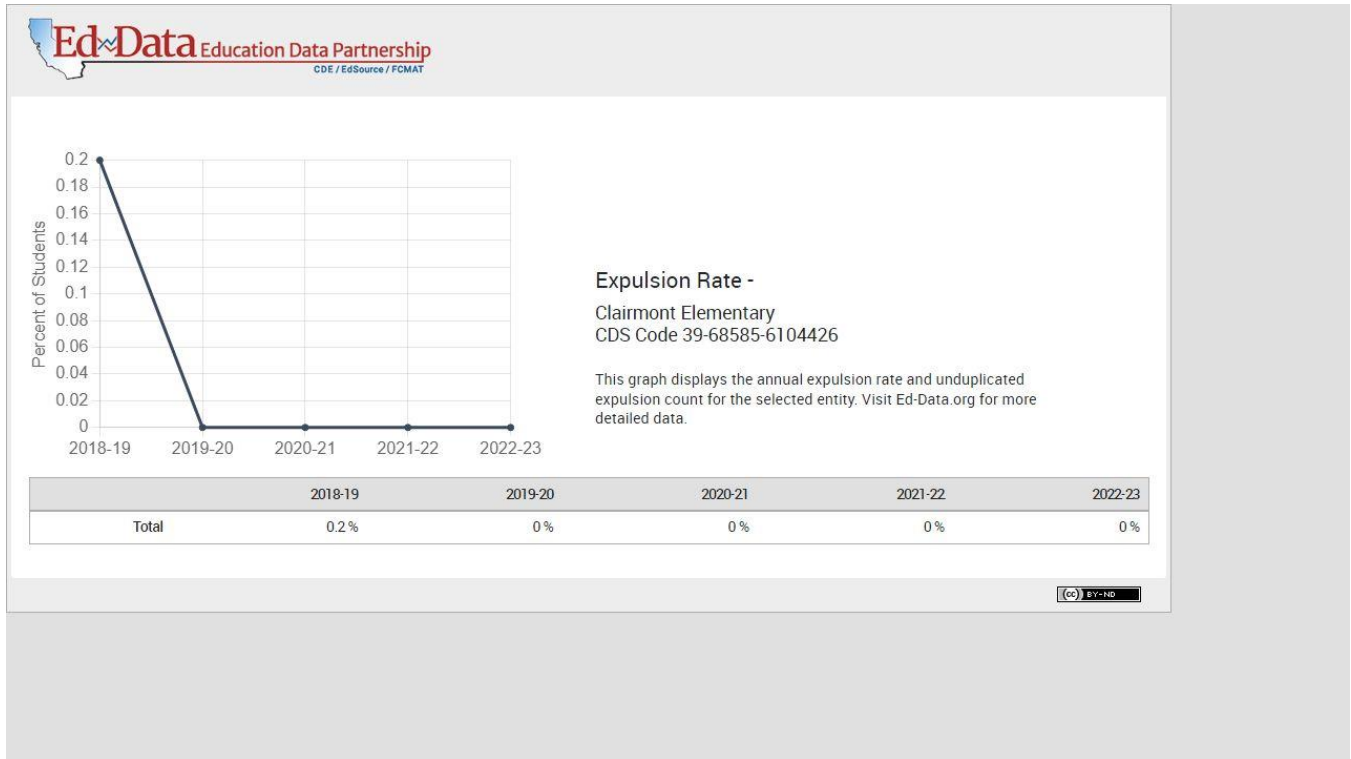 Ed Data Education Data Partnership
CDE / EdSource / FCMAT
Percent of Students
0.2
0.18
0.16
0.14
0.12
0.1
0.08
0.06
0.04
0.02
0
2018-19 2019-20 2020-21 2021-22 2022-23
Expulsion Rate -
Clairmont Elementary
CDS Code 39-68585-6104426
This graph displays the annual expulsion rate and unduplicated
expulsion count for the selected entity. Visit Ed-Data.org for more
detailed data.
2018-19 2019-20 2020-21 2021-22 2022-23
Total 0.2 % 0 % 0 % 0 % 0 %
(cc) BY-ND